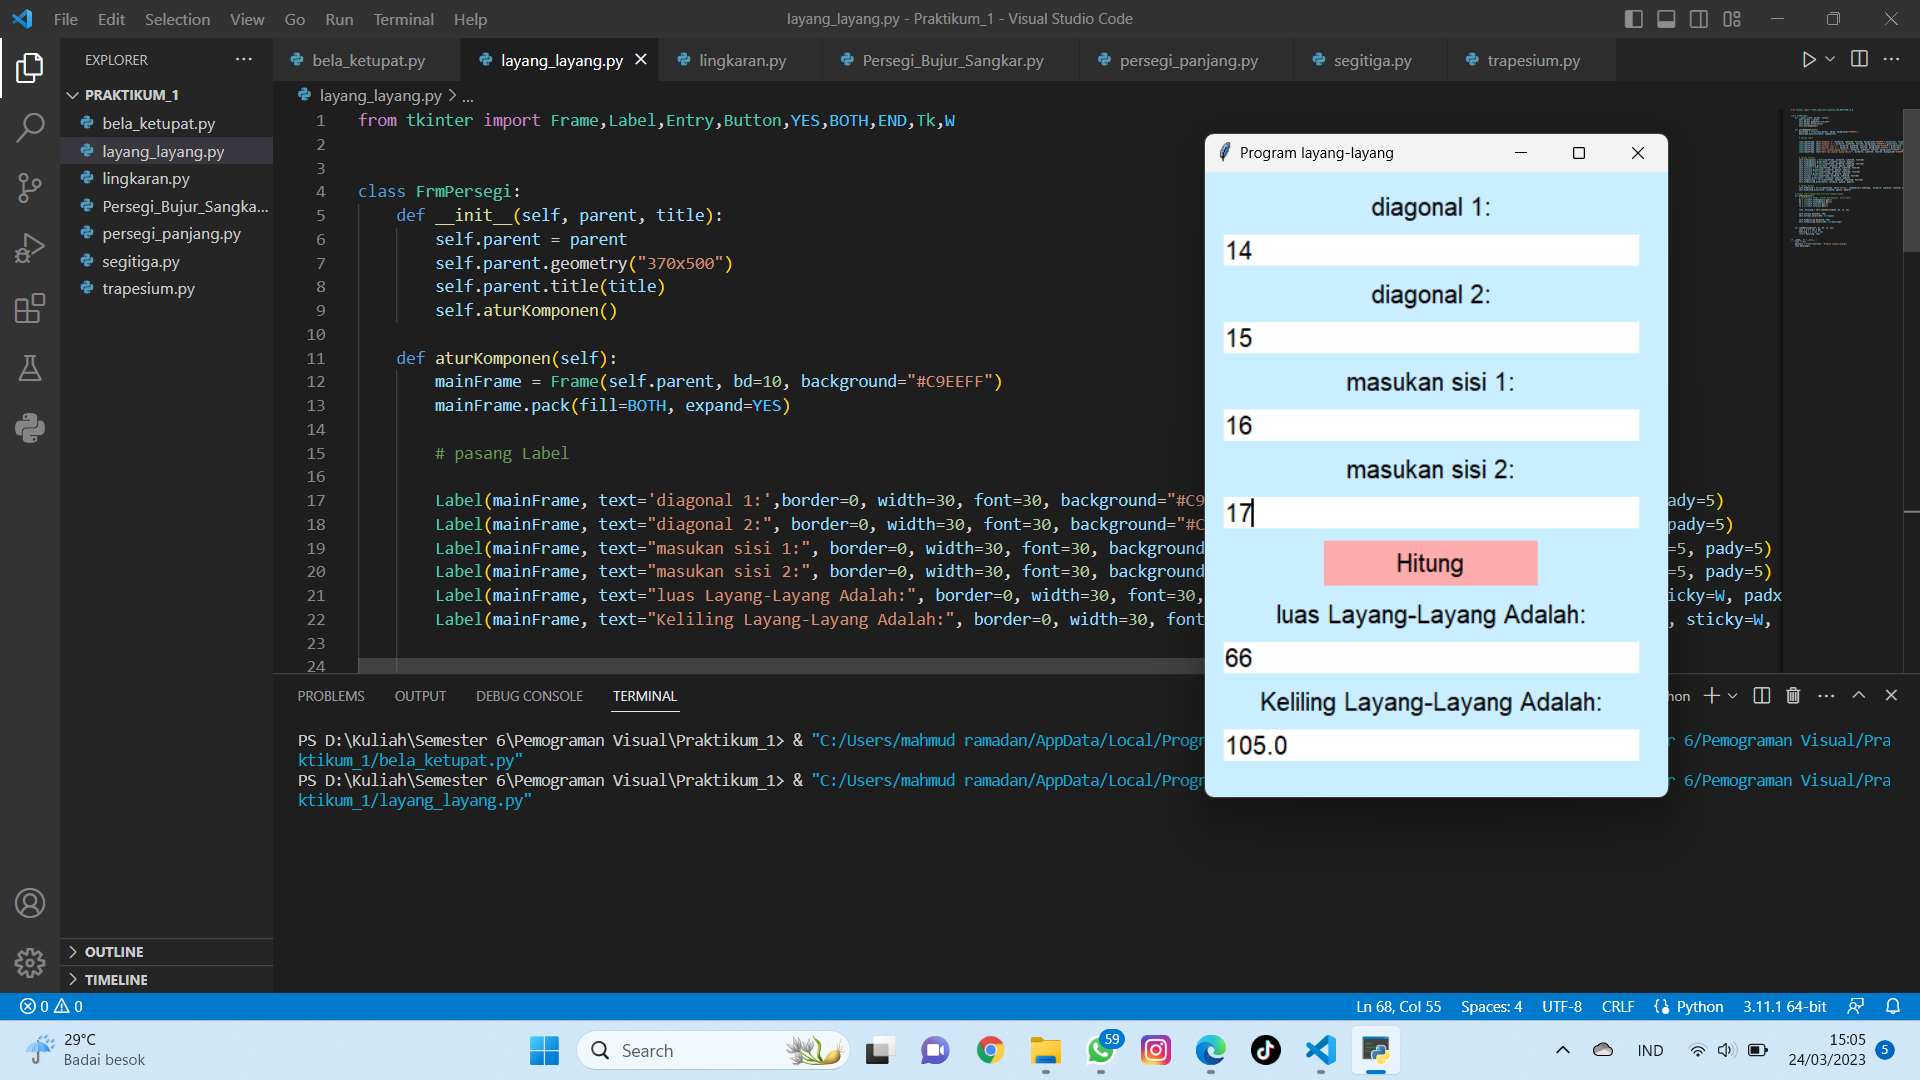 File Edit Selection View Go Run Terminal Help
layang_layang.py - Praktikum_1 - Visual Studio Code
EXPLORER
PRAKTIKUM_1
bela_ketupat.py
layang_layang.py
lingkaran.py
Persegi_Bujur_Sangka...
persegi_panjang.py
segitiga.py
trapesium.py
OUTLINE
TIMELINE
bela_ketupat.py layang_layang.py lingkaran.py Persegi_Bujur_Sangkar.py persegi_panjang.py segitiga.py trapesium.py
layang_layang.py > ...
1 from tkinter import Frame,Label,Entry,Button,YES,BOTH,END,Tk,W
2
3
4 class FrmPersegi:
5 def __init__(self, parent, title):
6 self.parent = parent
7 self.parent.geometry("370x500")
8 self.parent.title(title)
9 self.aturKomponen()
10
11 def aturKomponen(self):
12 mainFrame = Frame(self.parent, bd=10, background="#C9EEFF")
13 mainFrame.pack(fill=BOTH, expand=YES)
14
15 # pasang Label
16
17 Label(mainFrame, text='diagonal 1:',border=0, width=30, font=30, background="#C9 pady=5)
18 Label(mainFrame, text="diagonal 2:", border=0, width=30, font=30, background="#C pady=5)
19 Label(mainFrame, text="masukan sisi 1:", border=0, width=30, font=30, background =5, pady=5)
20 Label(mainFrame, text="masukan sisi 2:", border=0, width=30, font=30, background =5, pady=5)
21 Label(mainFrame, text="luas Layang-Layang Adalah:", border=0, width=30, font=30, icky=W, padx
22 Label(mainFrame, text="Keliling Layang-Layang Adalah:", border=0, width=30, font , sticky=W,
23
24
Program layang-layang
diagonal 1:
14
diagonal 2:
15
masukan sisi 1:
16
masukan sisi 2:
17
Hitung
luas Layang-Layang Adalah:
66
Keliling Layang-Layang Adalah:
105.0
PROBLEMS OUTPUT DEBUG CONSOLE TERMINAL hon
PS D:\Kuliah\Semester 6\Pemograman Visual\Praktikum_1> & "C:/Users/mahmud ramadan/AppData/Local/Progr r 6/Pemograman Visual/Pra
ktikum_1/bela_ketupat.py"
PS D:\Kuliah\Semester 6\Pemograman Visual\Praktikum_1> & "C:/Users/mahmud ramadan/AppData/Local/Progr r 6/Pemograman Visual/Pra
ktikum_1/layang_layang.py"
0 0 Ln 68, Col 55 Spaces: 4 UTF-8 CRLF Python 3.11.1 64-bit
29°C
Badai besok
Search
59
IND
15:05
24/03/2023
5